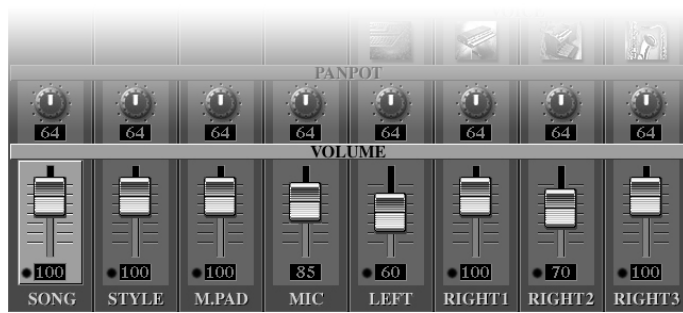 PANPOT
64 64 64 64 64 64 64 64
VOLUME
100 100 100 85 60 100 70 100
SONG STYLE M.PAD MIC LEFT RIGHT1 RIGHT2 RIGHT3